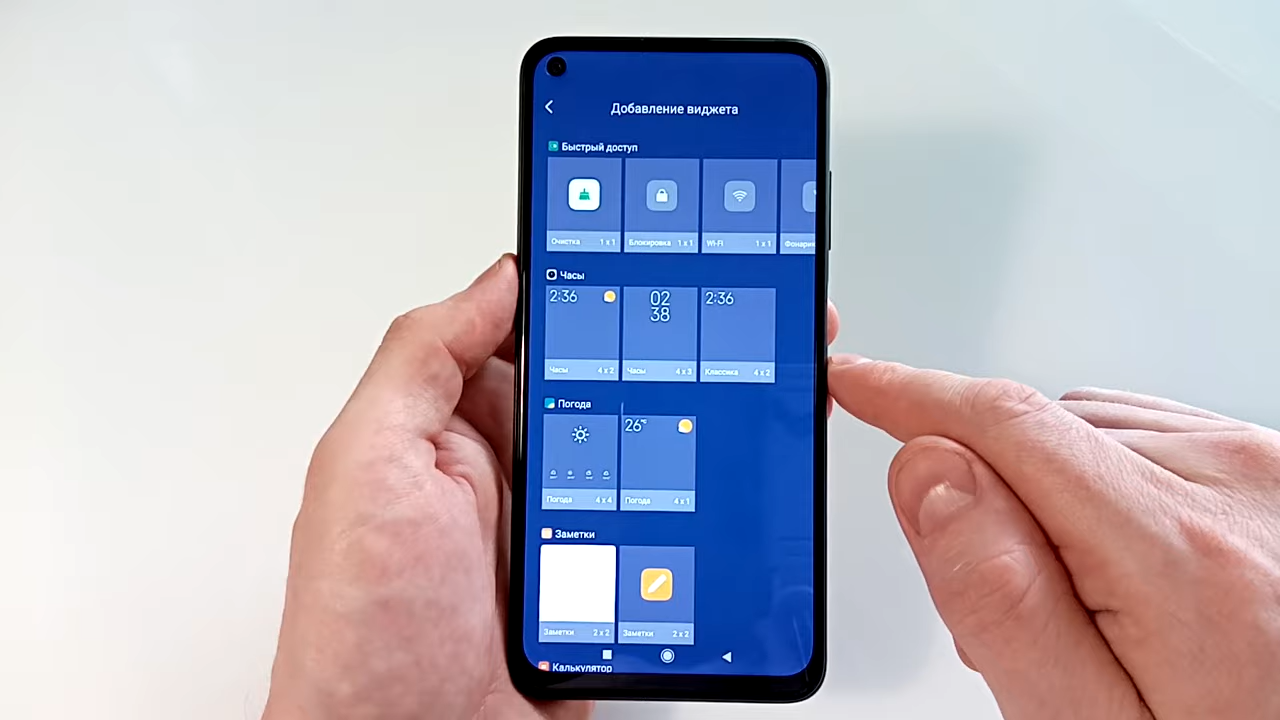 Добавление виджета
Быстрый доступ
Очистка 1 x 1 Блокировка 1 x 1 Wi-Fi 1 x 1 Фонарик
Часы
2:36 02 2:36
38
Часы 4 x 2 Часы 4 x 3 Классика 4 x 2
Погода
26°C
Погода 4 x 4 Погода 4 x 1
Заметки
Заметки 2 x 2 Заметки 2 x 2
Калькулятор